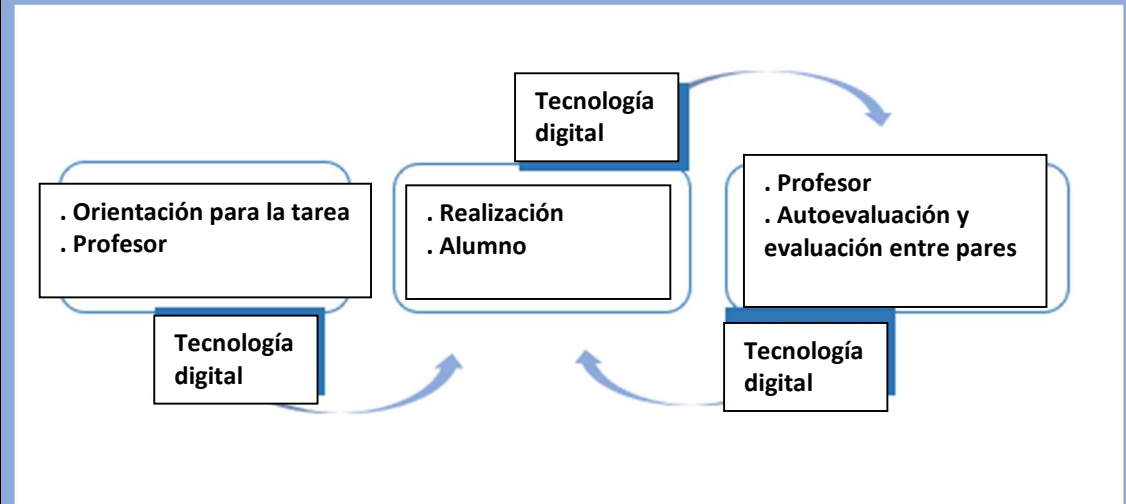 Tecnología
digital
. Orientación para la tarea
. Profesor
. Realización
. Alumno
. Profesor
. Autoevaluación y
evaluación entre pares
Tecnología
digital
Tecnología
digital